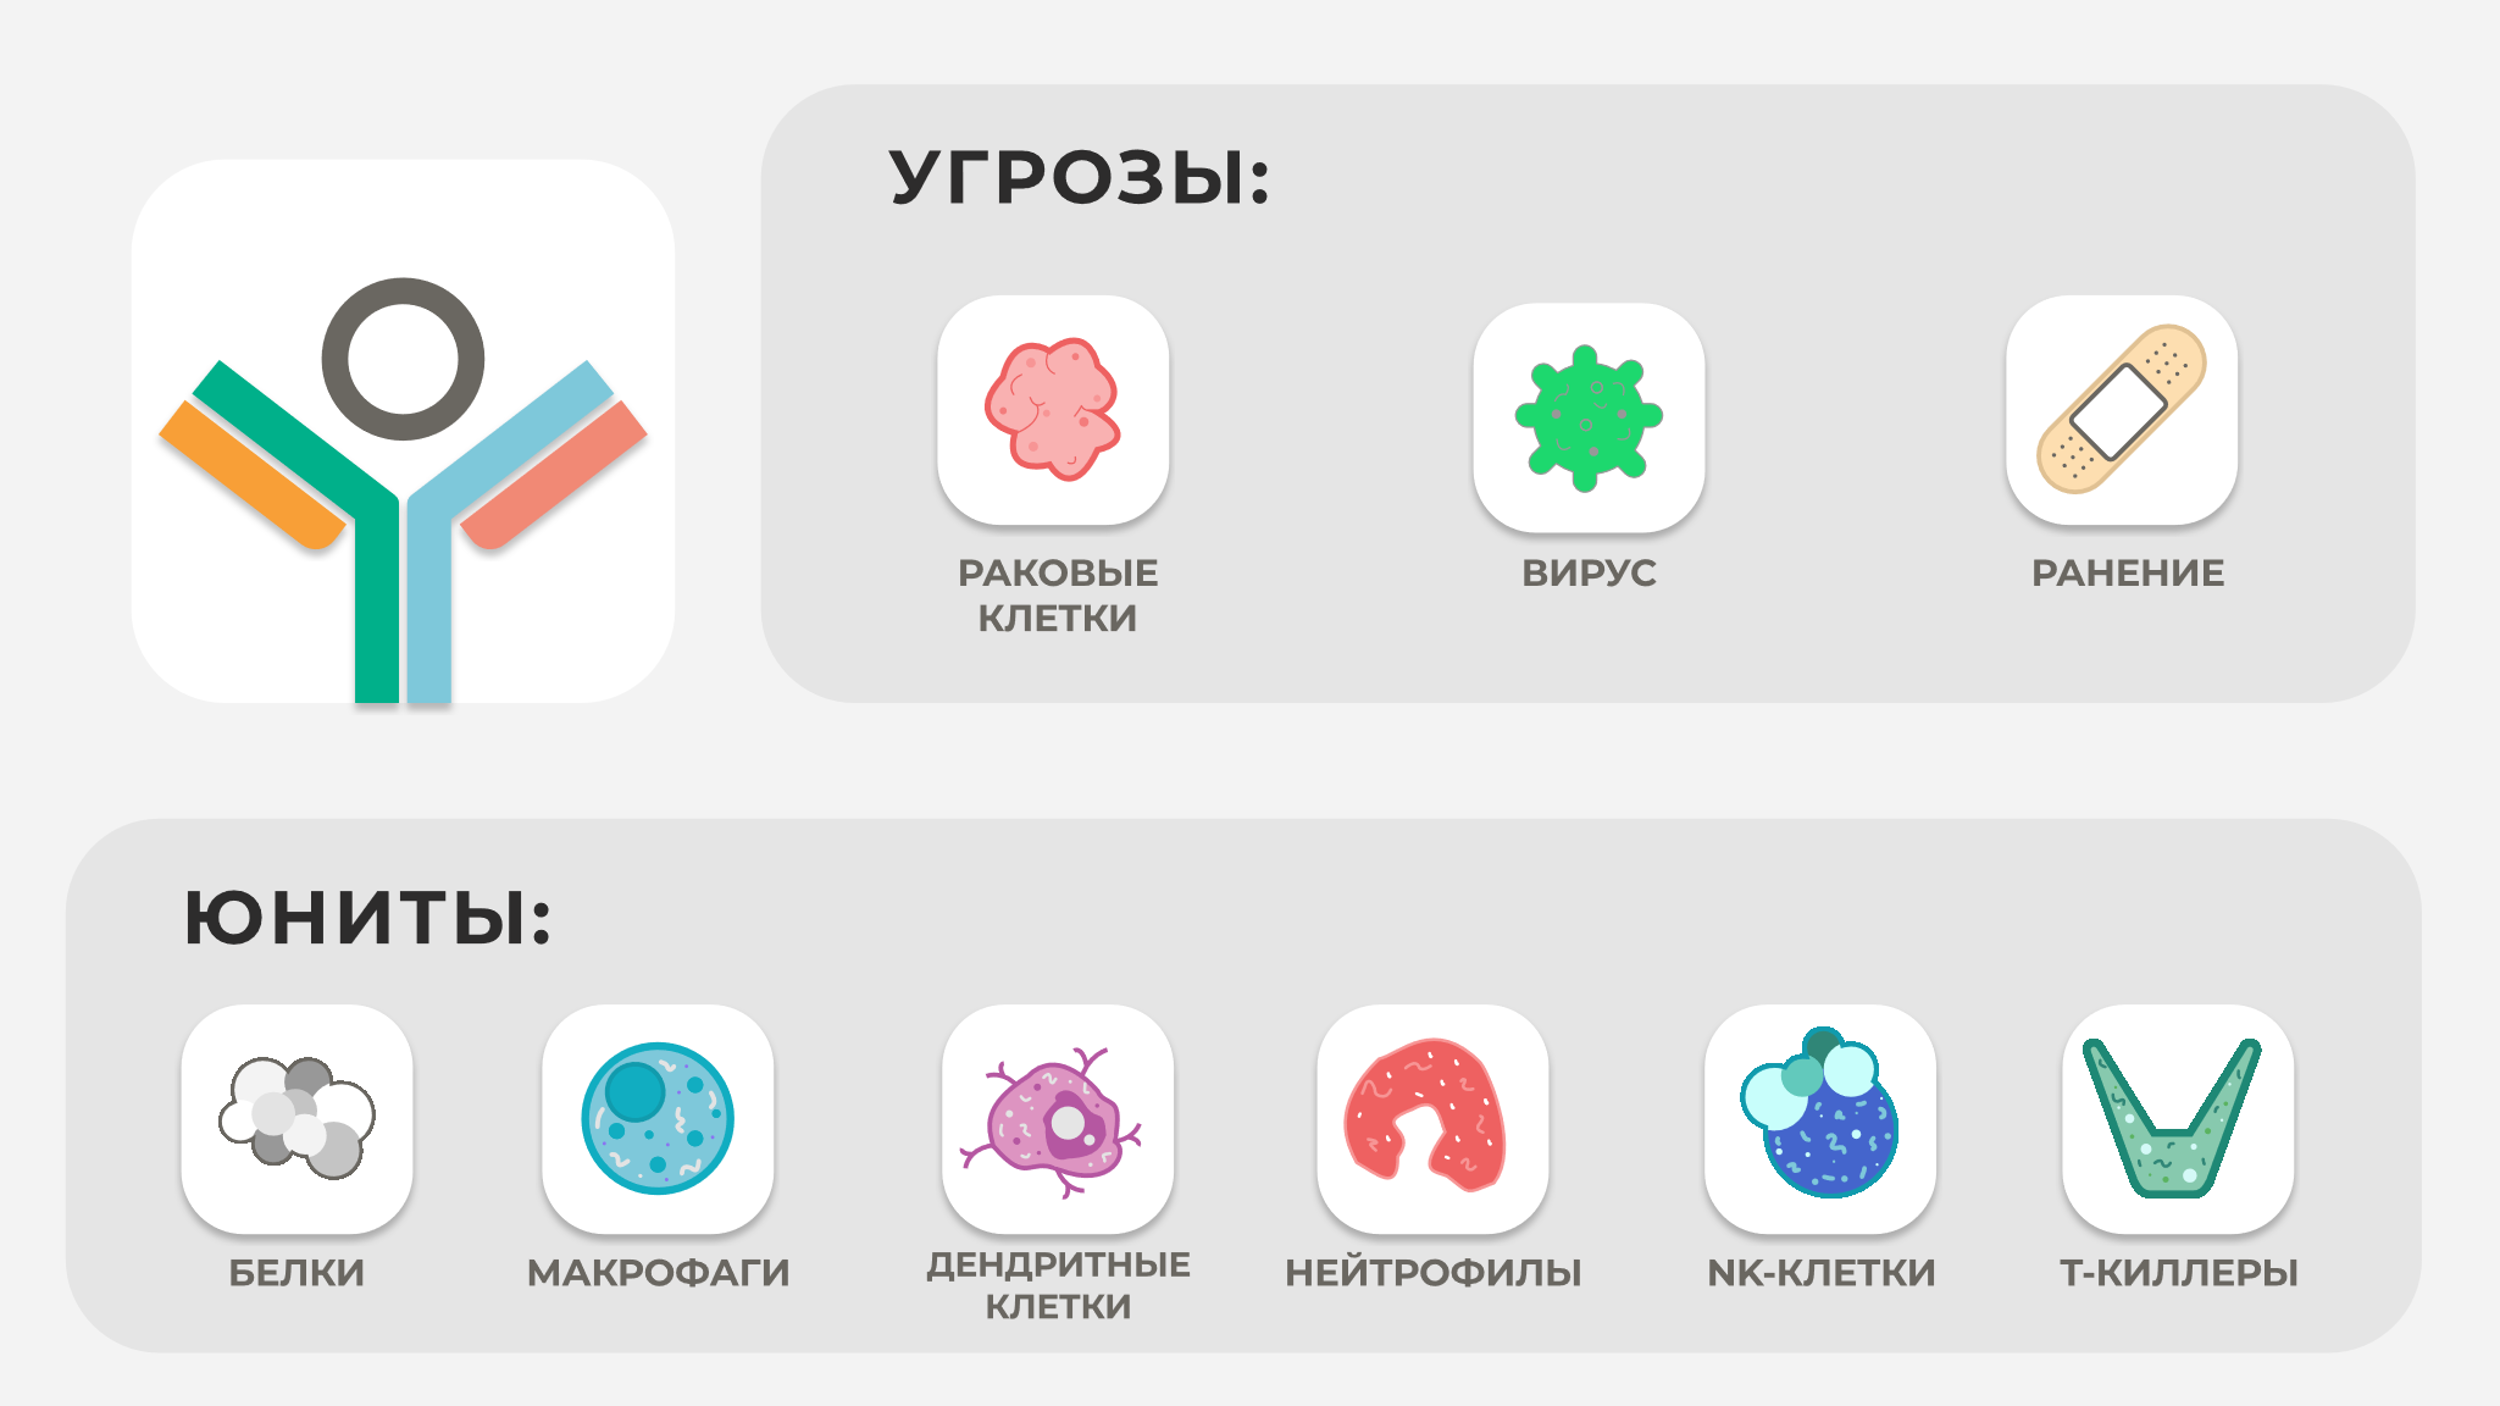 УГРОЗЫ:
РАКОВЫЕ
КЛЕТКИ
ВИРУС
РАНЕНИЕ
ЮНИТЫ:
БЕЛКИ
МАКРОФАГИ
ДЕНДРИТНЫЕ
КЛЕТКИ
НЕЙТРОФИЛЫ
NK-КЛЕТКИ
Т-КИЛЛЕРЫ